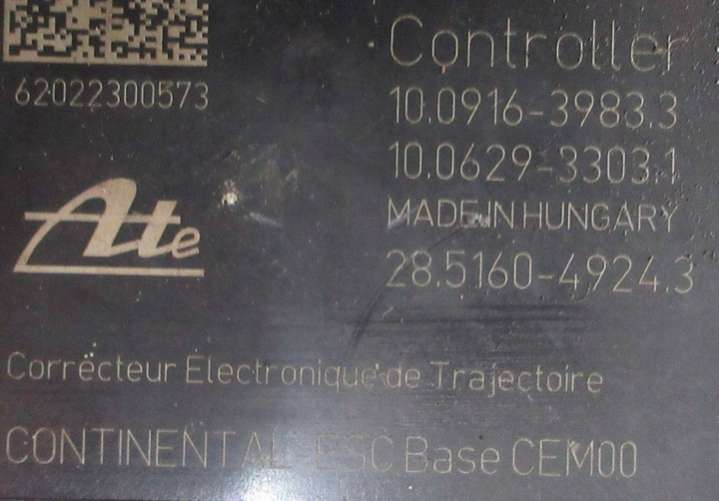 Controller
62022300573
10.0916-3983.3
10.0629-3303.1
MADE IN HUNGARY
Ate
28.5160-4924.3
Correcteur Electronique de Trajectoire
CONTINENTAL ESC Base CEM00